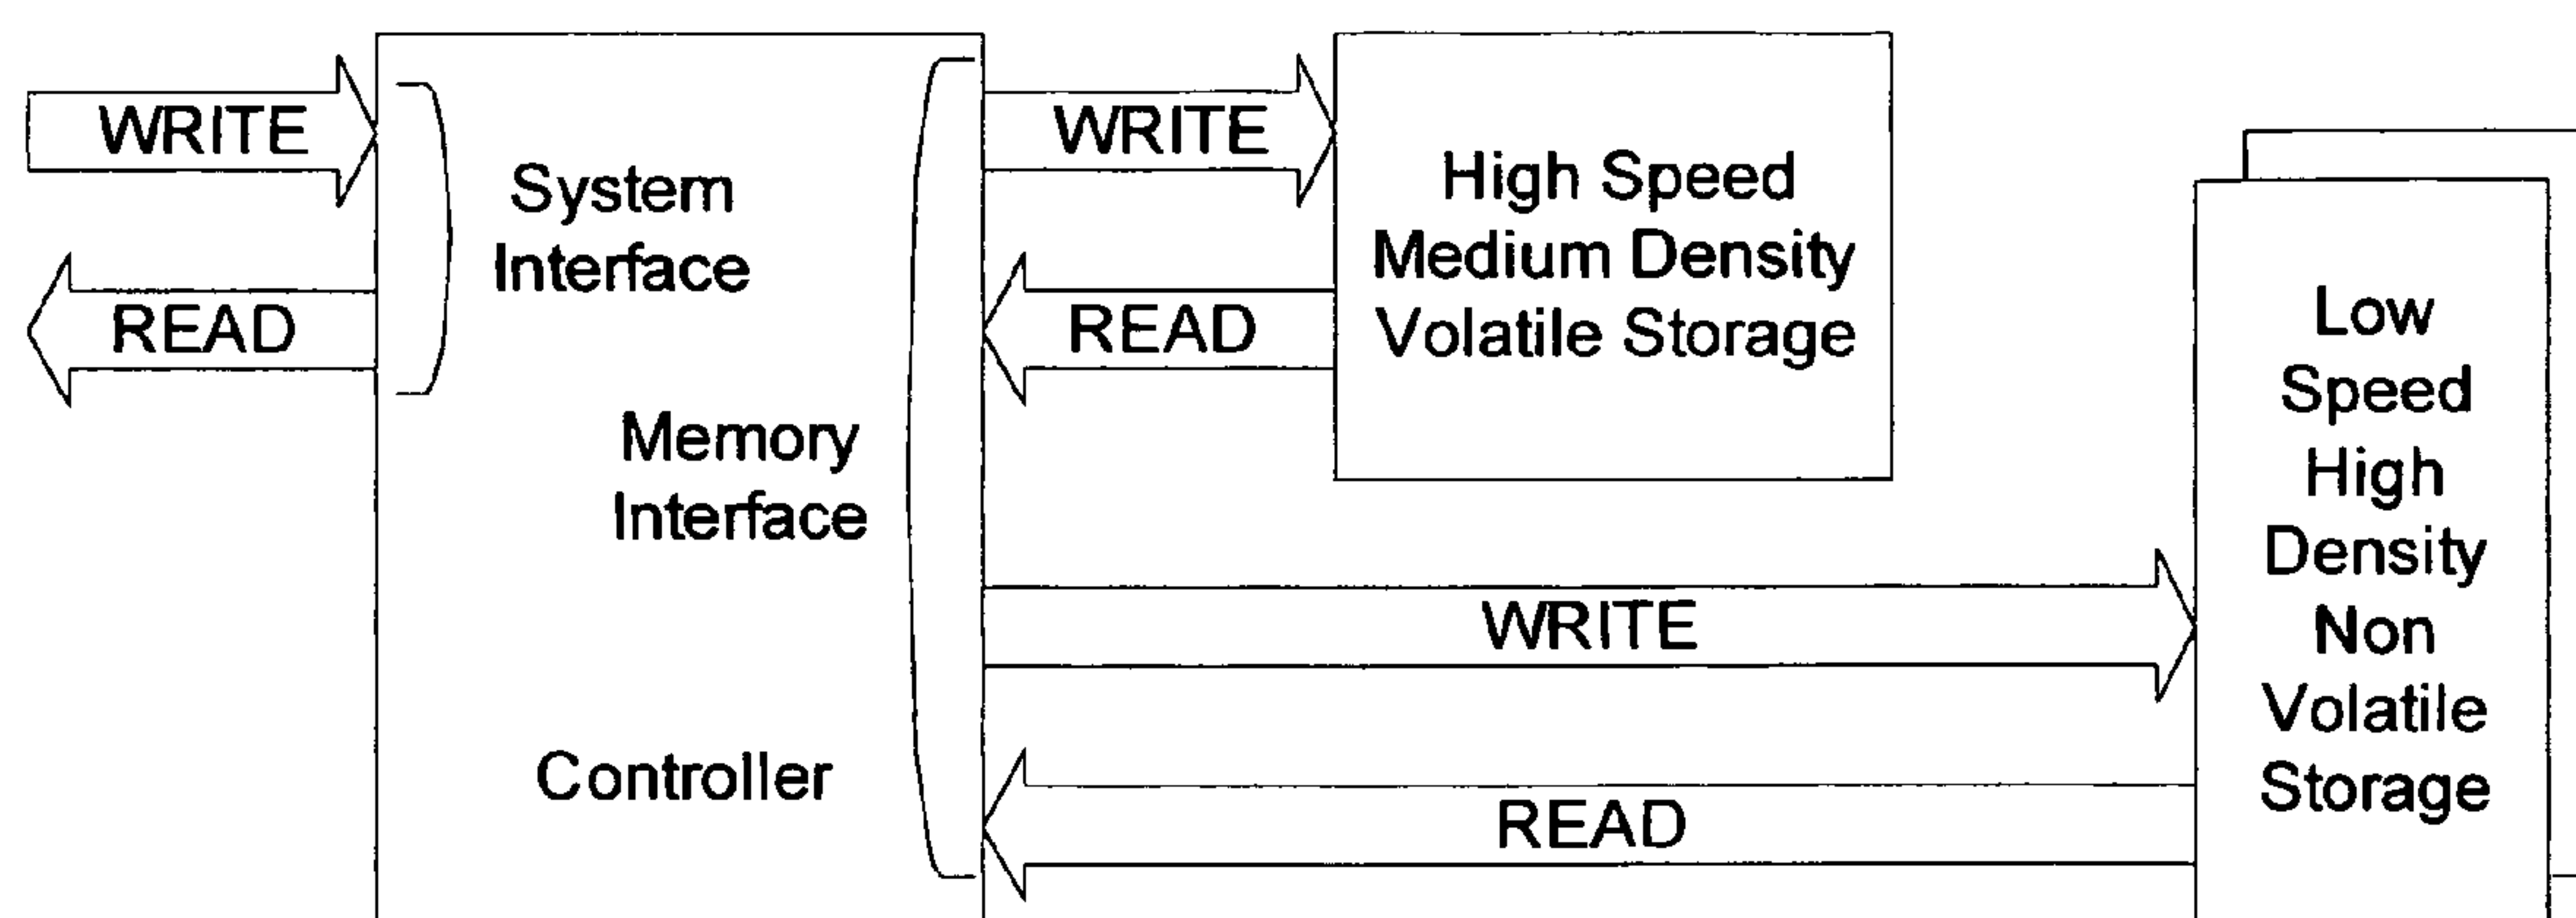 WRITE
READ
System
Interface
Memory
Interface
Controller
WRITE
READ
High Speed
Medium Density
Volatile Storage
WRITE
READ
Low
Speed
High
Density
Non
Volatile
Storage